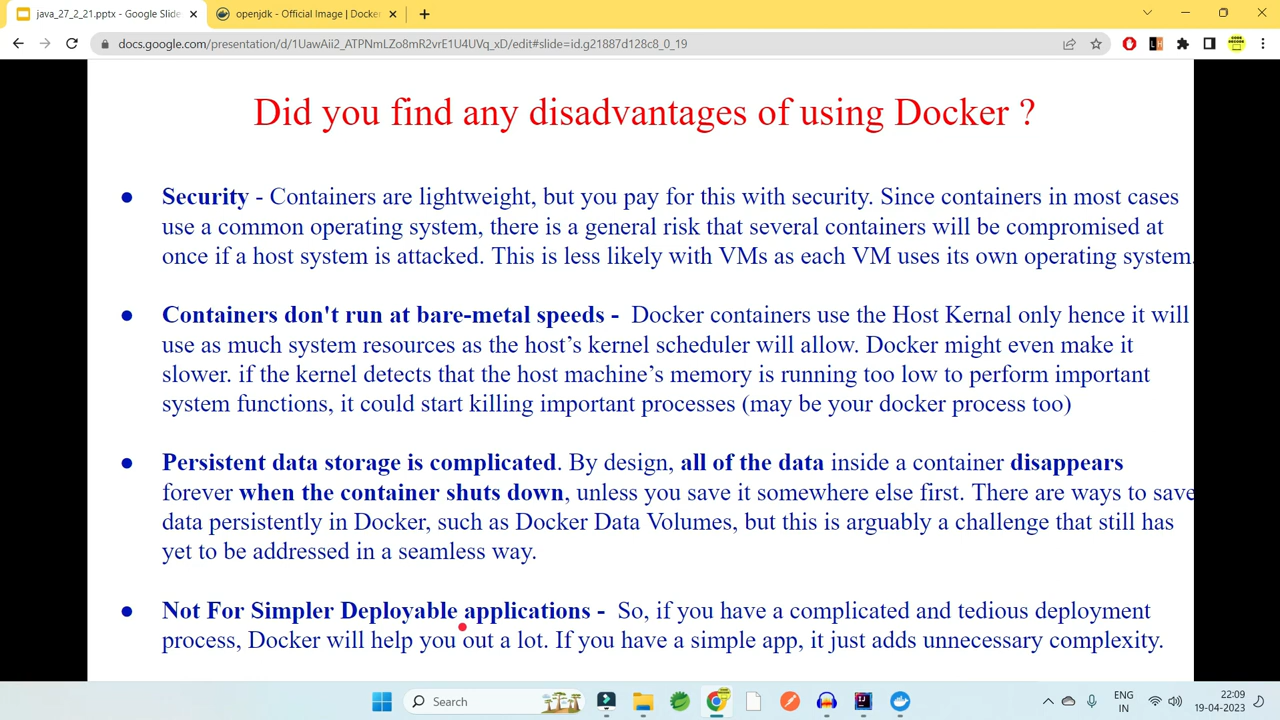 java_27_2_21.pptx - Google Slide
openjdk - Official Image | Docker
docs.google.com/presentation/d/1UawAii2_ATPNmLZo8mR2vrE1U4UVq_xD/edit#slide=id.g21887d128c8_0_19
Did you find any disadvantages of using Docker ?
● Security - Containers are lightweight, but you pay for this with security. Since containers in most cases
use a common operating system, there is a general risk that several containers will be compromised at
once if a host system is attacked. This is less likely with VMs as each VM uses its own operating system.
● Containers don't run at bare-metal speeds - Docker containers use the Host Kernal only hence it will
use as much system resources as the host’s kernel scheduler will allow. Docker might even make it
slower. if the kernel detects that the host machine’s memory is running too low to perform important
system functions, it could start killing important processes (may be your docker process too)
● Persistent data storage is complicated. By design, all of the data inside a container disappears
forever when the container shuts down, unless you save it somewhere else first. There are ways to save
data persistently in Docker, such as Docker Data Volumes, but this is arguably a challenge that still has
yet to be addressed in a seamless way.
● Not For Simpler Deployable applications - So, if you have a complicated and tedious deployment
process, Docker will help you out a lot. If you have a simple app, it just adds unnecessary complexity.
Search
ENG
IN
22:09
19-04-2023